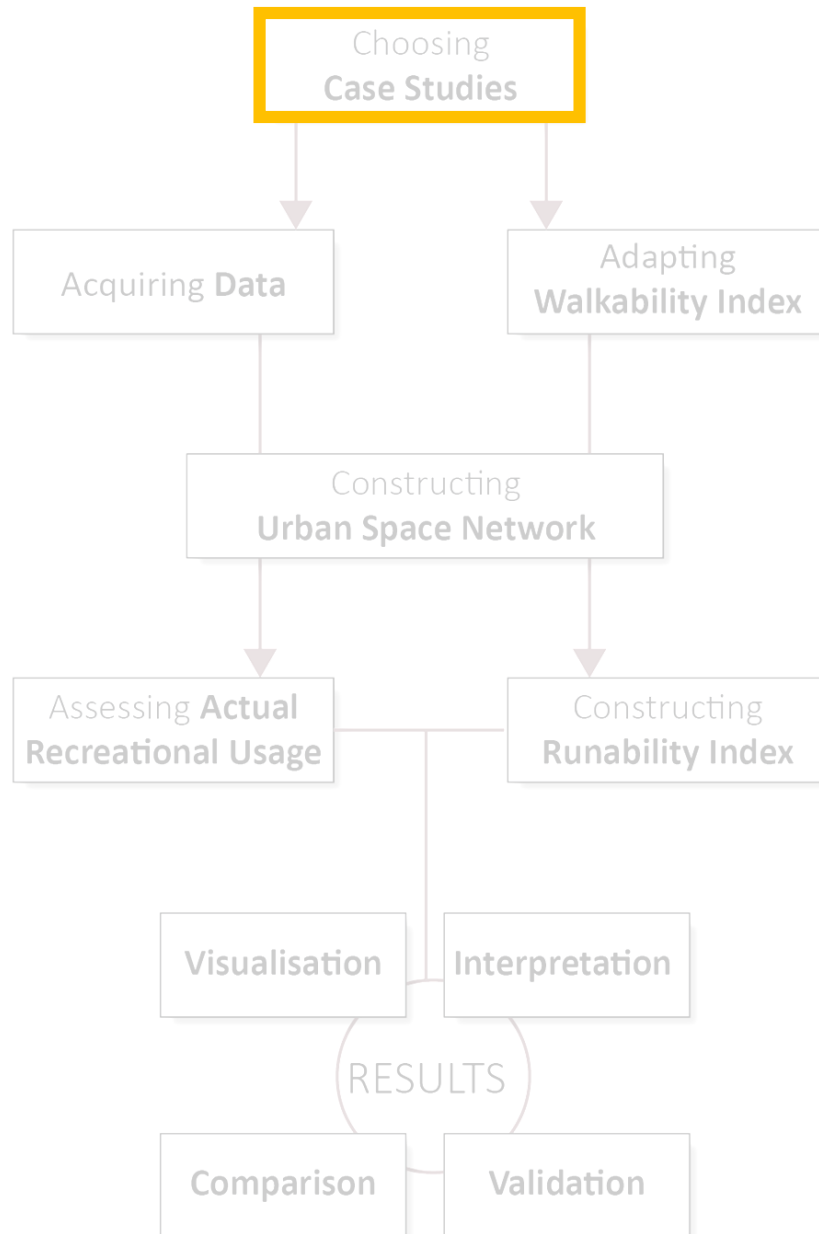 Choosing
Case Studies
Acquiring Data
Adapting
Walkability Index
Constructing
Urban Space Network
Assessing Actual
Recreational Usage
Constructing
Runability Index
Visualisation
Interpretation
RESULTS
Comparison
Validation